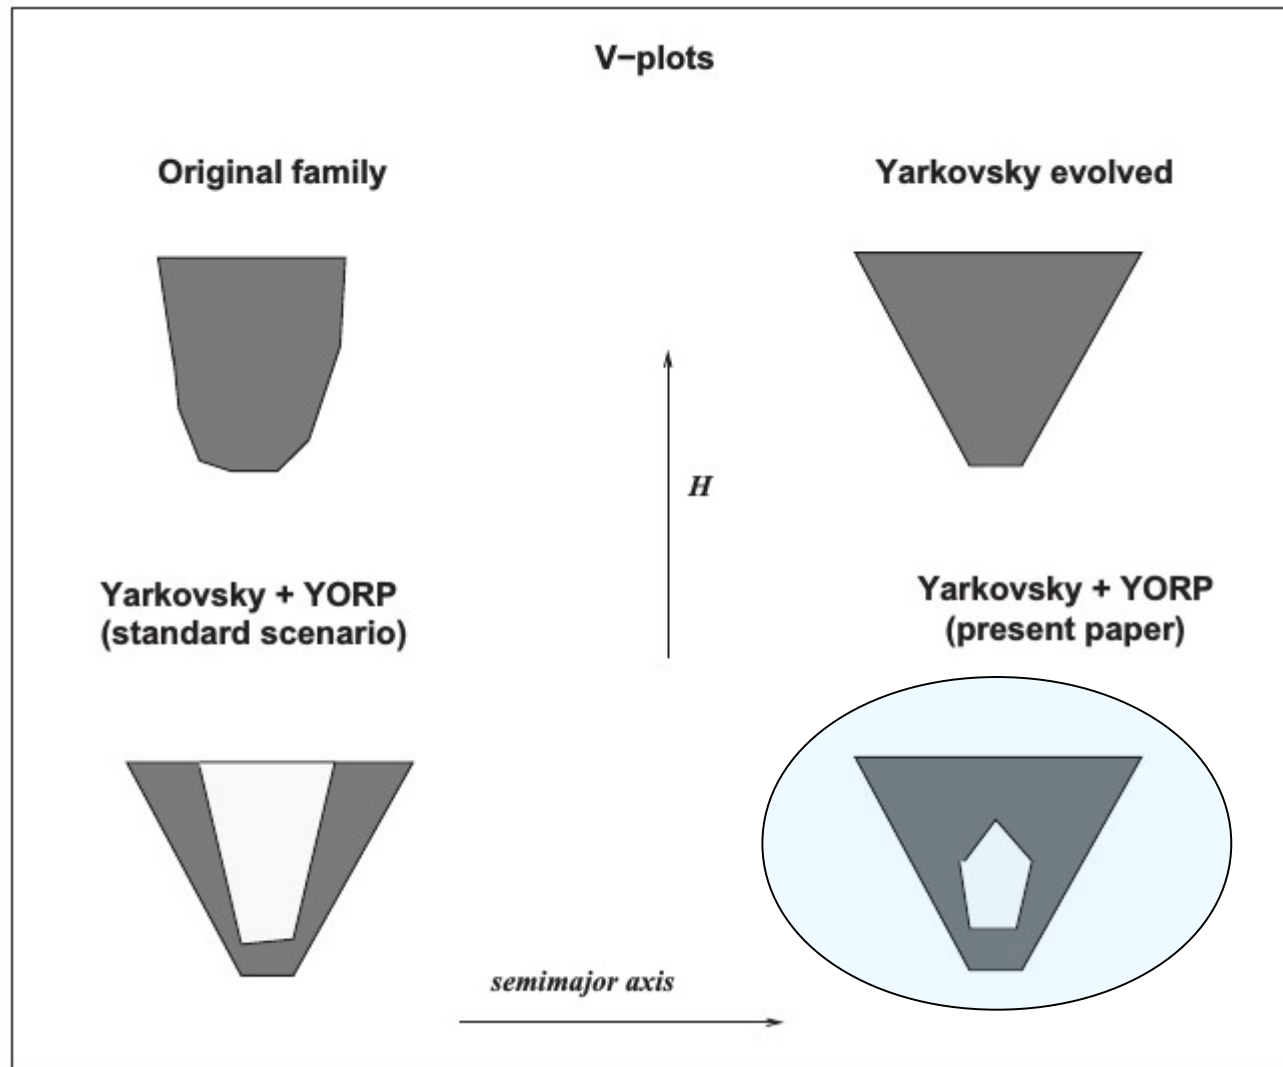 V−plots
Original family
Yarkovsky evolved
H
Yarkovsky + YORP
(standard scenario)
Yarkovsky + YORP
(present paper)
semimajor axis